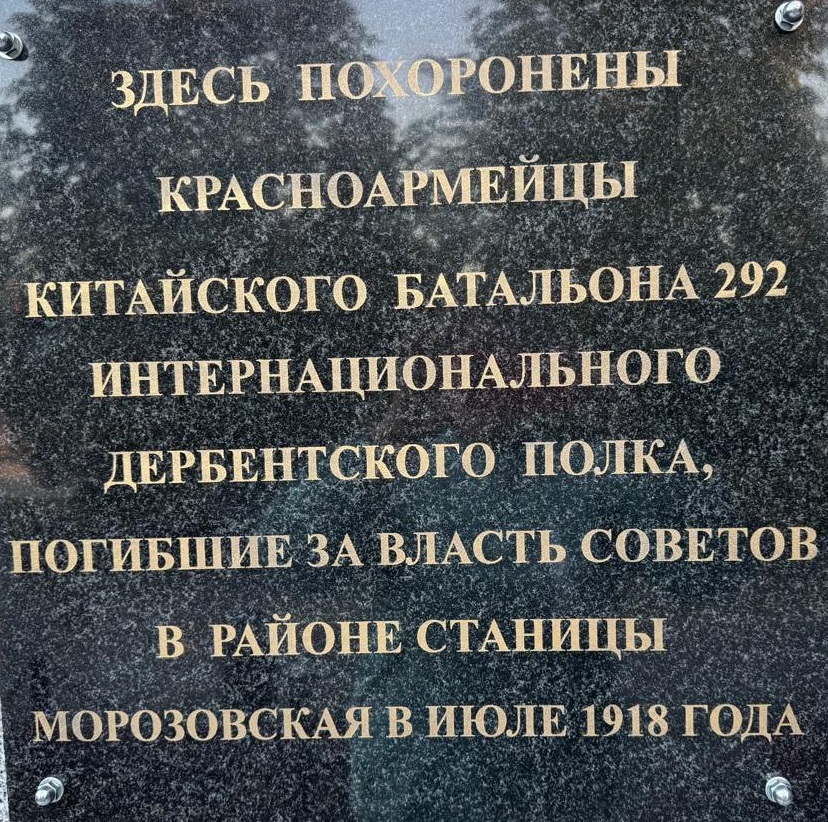 ЗДЕСЬ ПОХОРОНЕНЫ
КРАСНОАРМЕЙЦЫ
КИТАЙСКОГО БАТАЛЬОНА 292
ИНТЕРНАЦИОНАЛЬНОГО
ДЕРБЕНТСКОГО ПОЛКА,
ПОГИБШИЕ ЗА ВЛАСТЬ СОВЕТОВ
В РАЙОНЕ СТАНИЦЫ
МОРОЗОВСКАЯ В ИЮЛЕ 1918 ГОДА